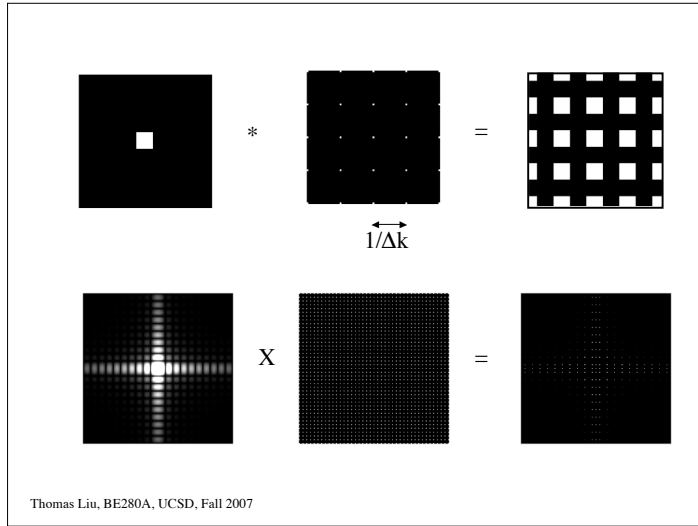 *
=
1/Δk
X
=
Thomas Liu, BE280A, UCSD, Fall 2007